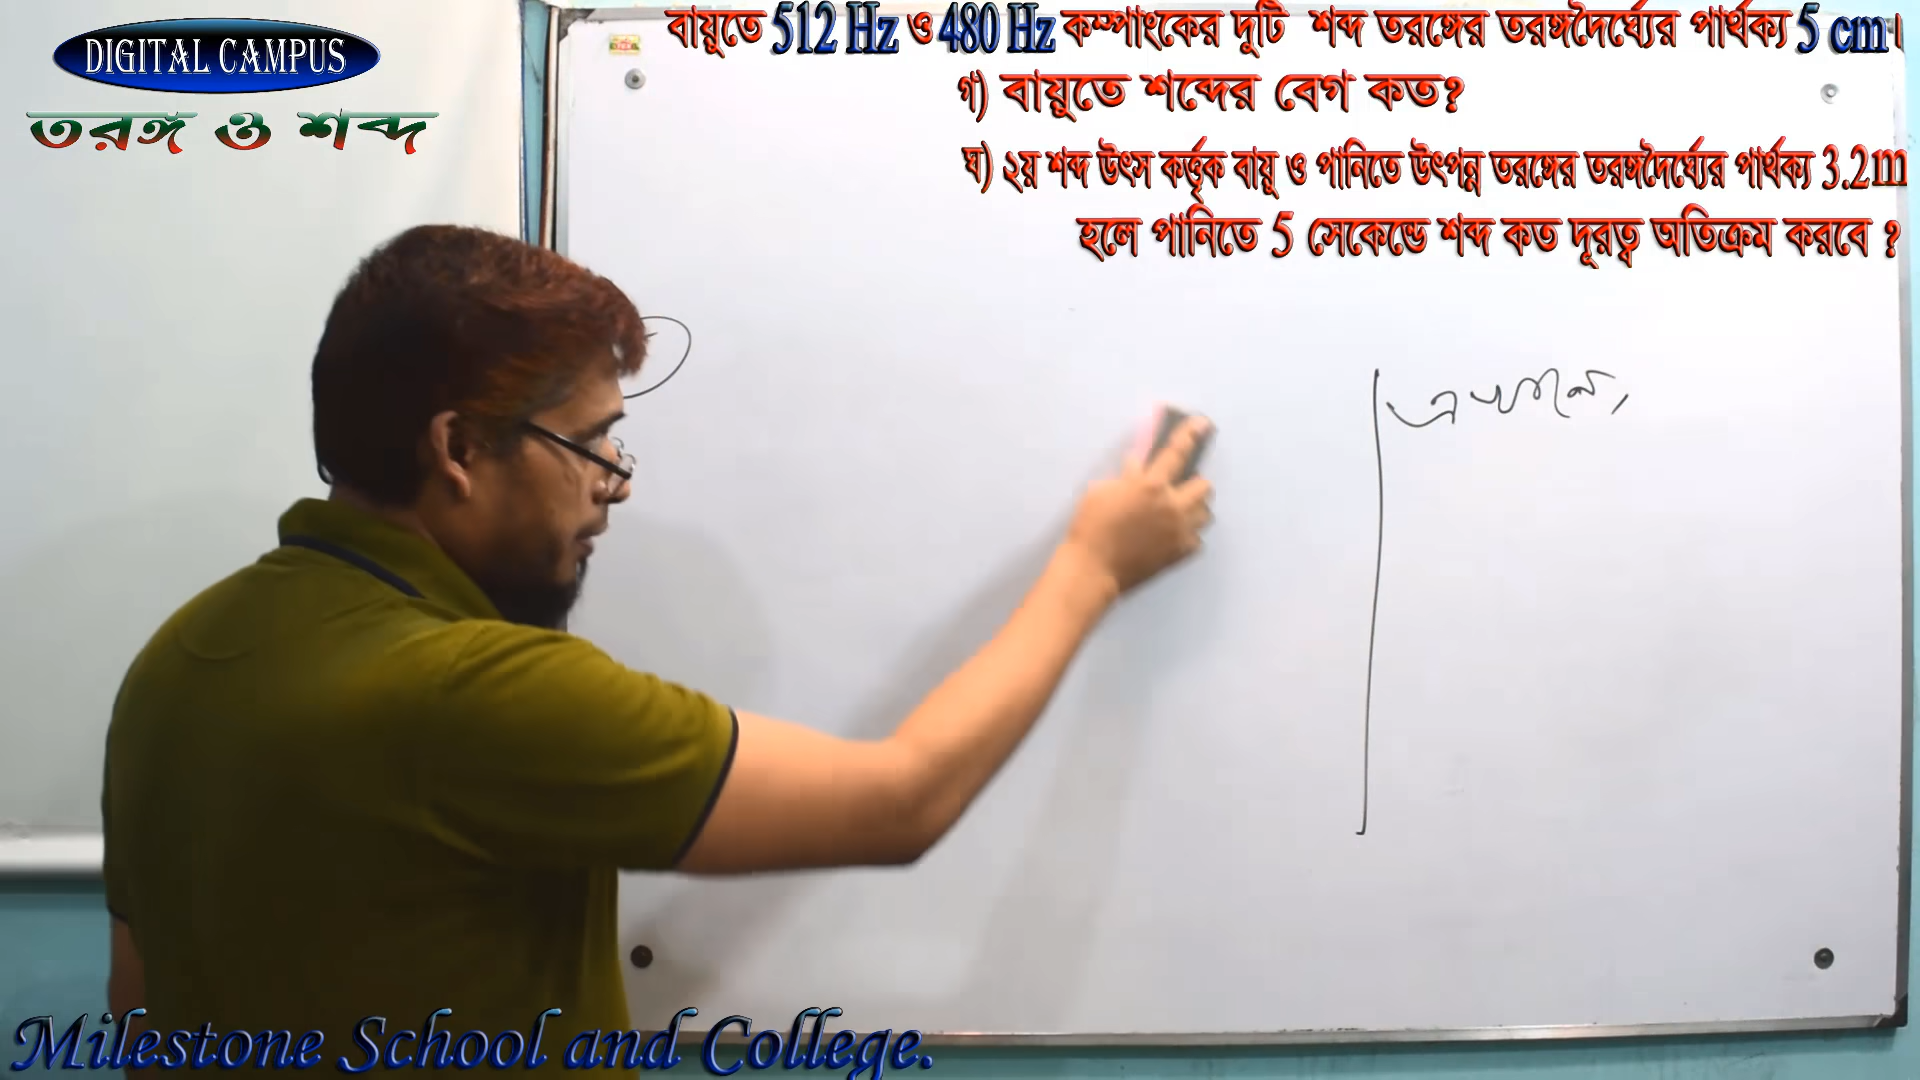 DIGITAL CAMPUS
তরঙ্গ ও শব্দ
বায়ুতে 512 Hz ও 480 Hz কম্পাংকের দুটি শব্দ তরঙ্গের তরঙ্গদৈর্ঘ্যের পার্থক্য 5 cm।
গ) বায়ুতে শব্দের বেগ কত?
ঘ) ২য় শব্দ উৎস কর্ত্তৃক বায়ু ও পানিতে উৎপন্ন তরঙ্গের তরঙ্গদৈর্ঘ্যের পার্থক্য 3.2m
হলে পানিতে 5 সেকেন্ডে শব্দ কত দূরত্ব অতিক্রম করবে ?
এখানে,
Milestone School and College.